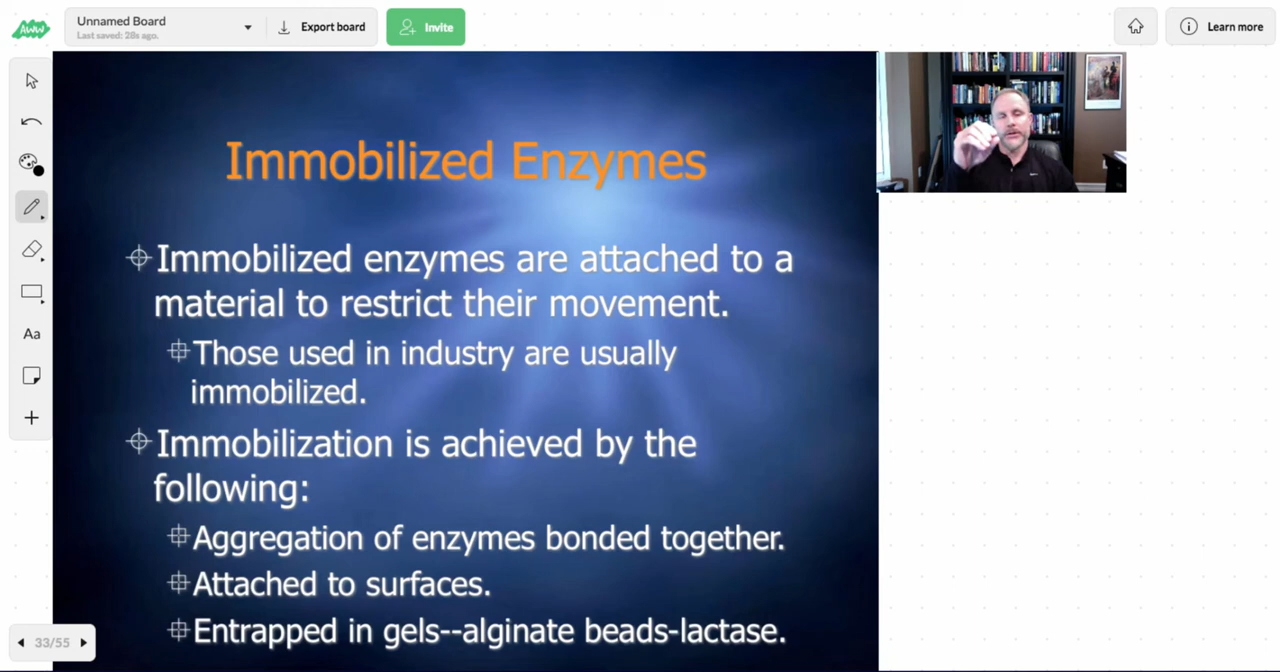 AWW
Unnamed Board
Last saved: 28s ago.
Export board
Invite
Learn more
Aa
Immobilized Enzymes
Immobilized enzymes are attached to a
material to restrict their movement.
Those used in industry are usually
immobilized.
Immobilization is achieved by the
following:
Aggregation of enzymes bonded together.
Attached to surfaces.
Entrapped in gels--alginate beads-lactase.
33/55